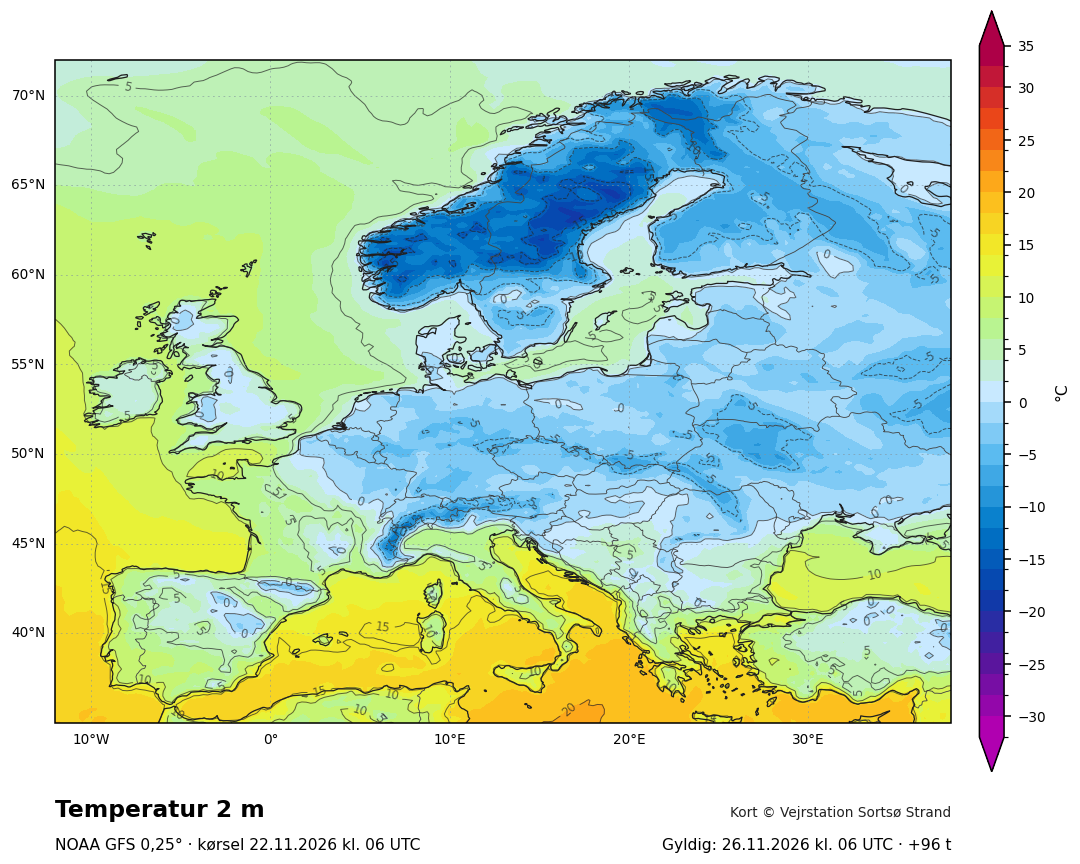 70°N
65°N
60°N
55°N
50°N
45°N
40°N
10°W
0°
10°E
20°E
30°E
35
30
25
20
15
10
5
0
−5
−10
−15
−20
−25
−30
°C
Temperatur 2 m
Kort © Vejrstation Sortsø Strand
NOAA GFS 0,25° · kørsel 22.11.2026 kl. 06 UTC
Gyldig: 26.11.2026 kl. 06 UTC · +96 t